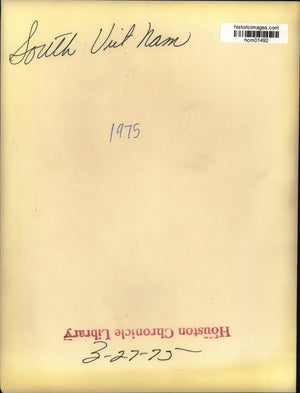 historicimages.com
hcm01492
South Viet Nam
1975
Houston Chronicle Library
3-27-75